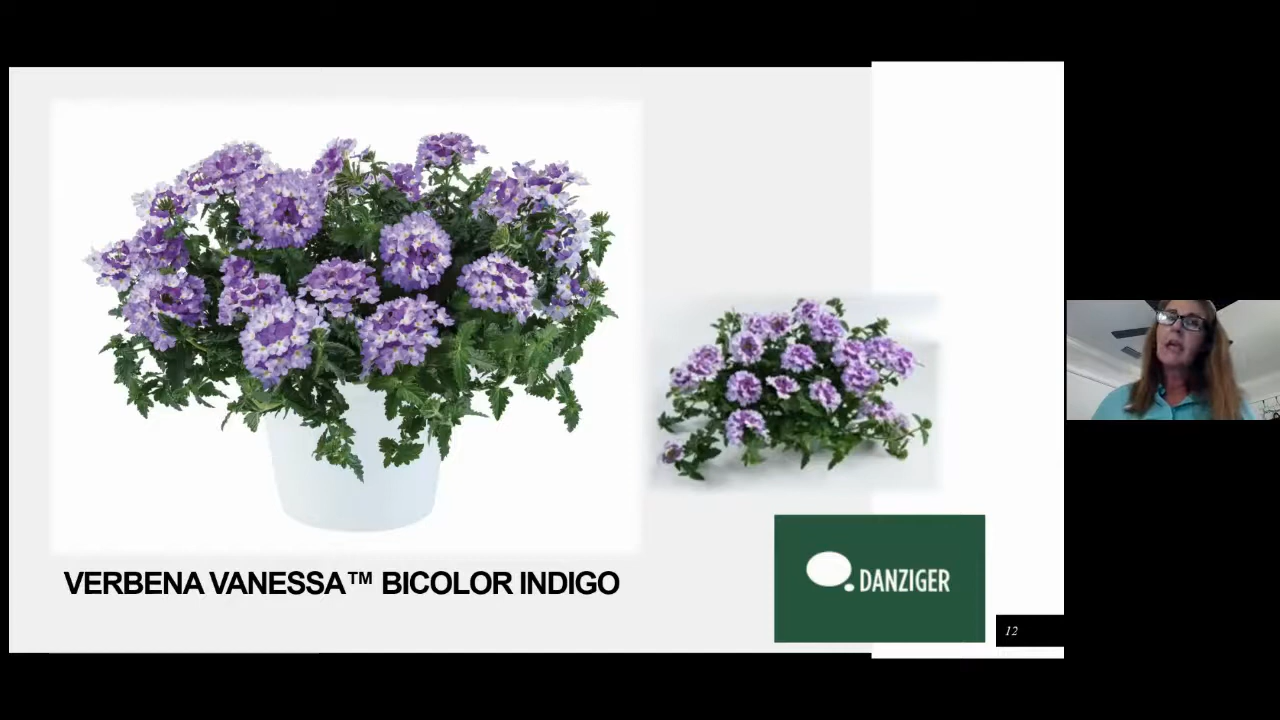 VERBENA VANESSA™ BICOLOR INDIGO
DANZIGER
12